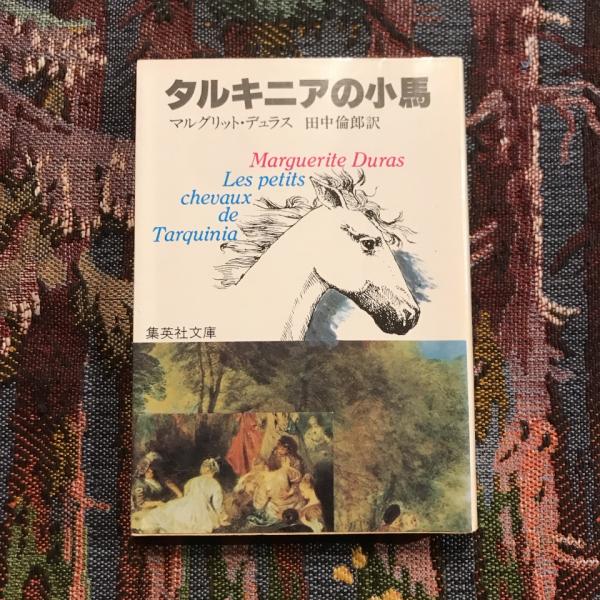 タルキニアの小馬
マルグリット・デュラス 田中倫郎訳
Marguerite Duras
Les petits
chevaux
de
Tarquinia
集英社文庫